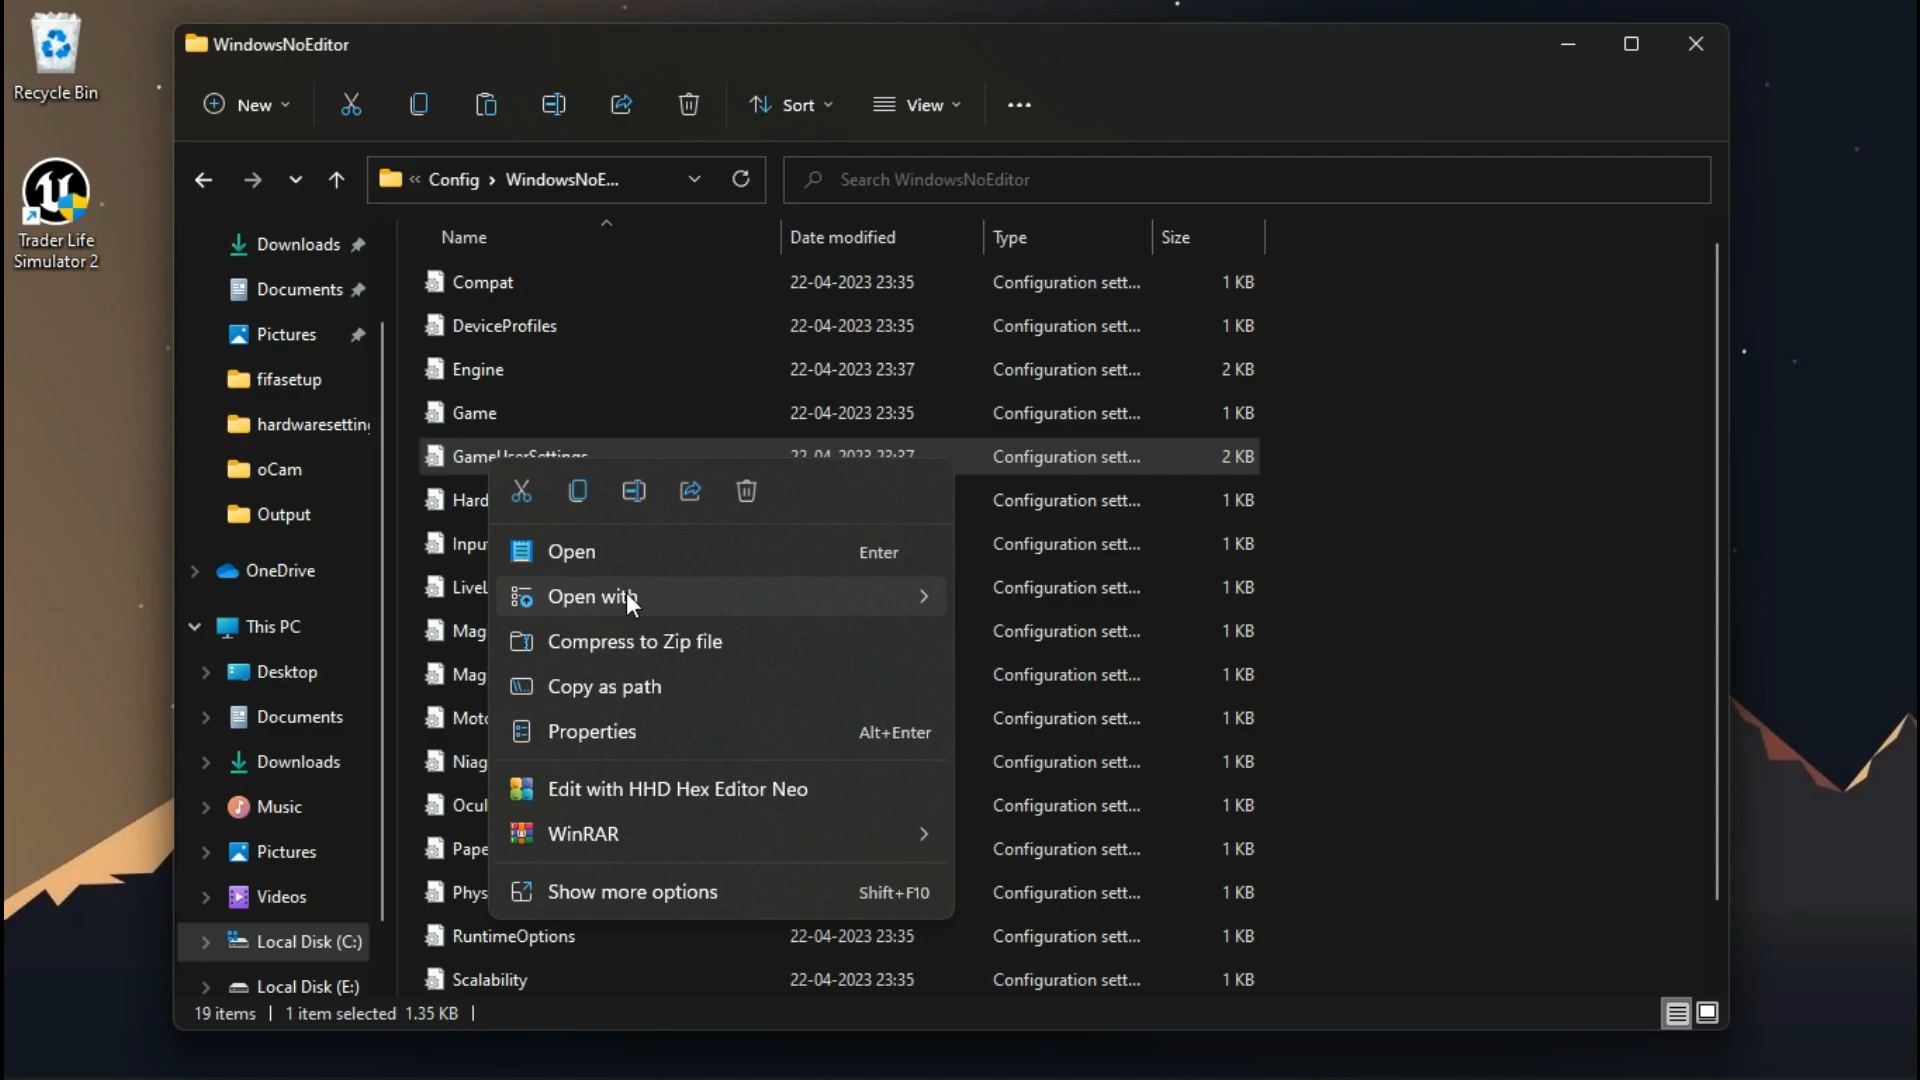 Recycle Bin
Trader Life
Simulator 2
WindowsNoEditor
New
Sort
View
« Config › WindowsNoE...
Search WindowsNoEditor
Downloads
Documents
Pictures
fifasetup
hardwaresetting
oCam
Output
OneDrive
This PC
Desktop
Documents
Downloads
Music
Pictures
Videos
Local Disk (C:)
Local Disk (E:)
Name Date modified Type Size
Compat 22-04-2023 23:35 Configuration sett... 1 KB
DeviceProfiles 22-04-2023 23:35 Configuration sett... 1 KB
Engine 22-04-2023 23:37 Configuration sett... 2 KB
Game 22-04-2023 23:35 Configuration sett... 1 KB
GameUserSettings 22-04-2023 23:37 Configuration sett... 2 KB
Hard Configuration sett... 1 KB
Inpu Configuration sett... 1 KB
LiveL Configuration sett... 1 KB
Mag Configuration sett... 1 KB
Mag Configuration sett... 1 KB
Moto Configuration sett... 1 KB
Niag Configuration sett... 1 KB
Ocul Configuration sett... 1 KB
Pape Configuration sett... 1 KB
Phys Configuration sett... 1 KB
RuntimeOptions 22-04-2023 23:35 Configuration sett... 1 KB
Scalability 22-04-2023 23:35 Configuration sett... 1 KB
Open Enter
Open with
Compress to Zip file
Copy as path
Properties Alt+Enter
Edit with HHD Hex Editor Neo
WinRAR
Show more options Shift+F10
19 items | 1 item selected 1.35 KB |